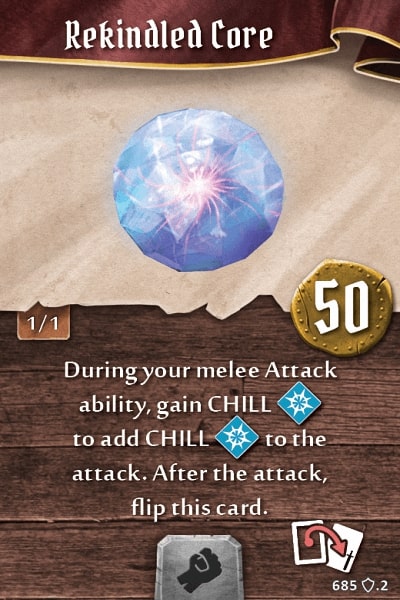 Rekindled Core
1/1
50
During your melee Attack
ability, gain CHILL
to add CHILL to the
attack. After the attack,
flip this card.
685 .2